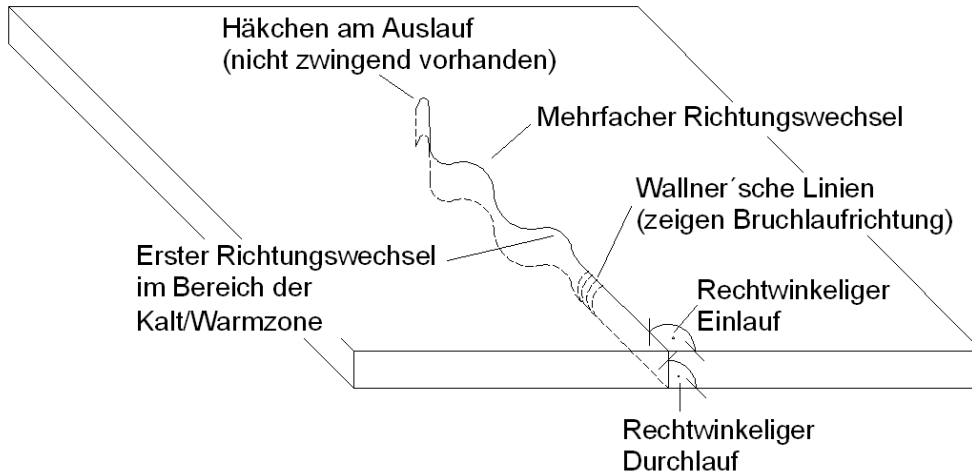 Häkchen am Auslauf
(nicht zwingend vorhanden)
Mehrfacher Richtungswechsel
Wallner´sche Linien
(zeigen Bruchlaufrichtung)
Erster Richtungswechsel
im Bereich der
Kalt/Warmzone
Rechtwinkeliger
Einlauf
Rechtwinkeliger
Durchlauf